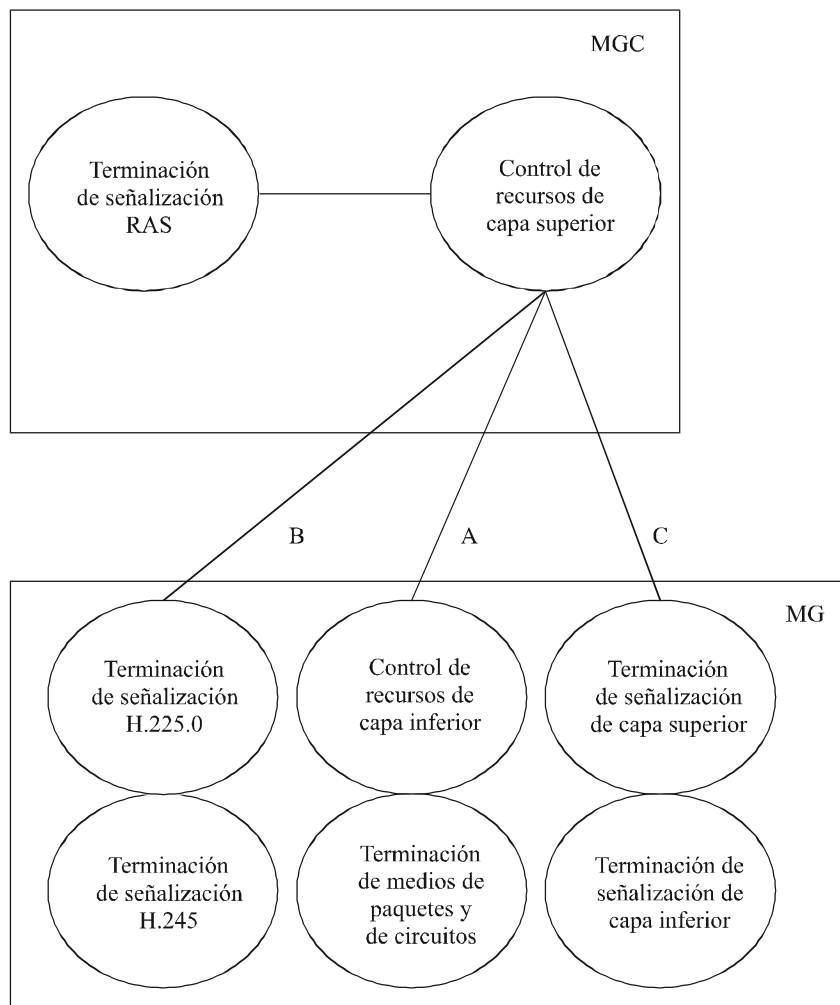 MGC
Terminación
de señalización
RAS
Control de
recursos de
capa superior
B
A
C
MG
Terminación
de señalización
H.225.0
Control de
recursos de
capa inferior
Terminación
de señalización
de capa superior
Terminación
de señalización
H.245
Terminación
de medios de
paquetes y
de circuitos
Terminación de
señalización de
capa inferior